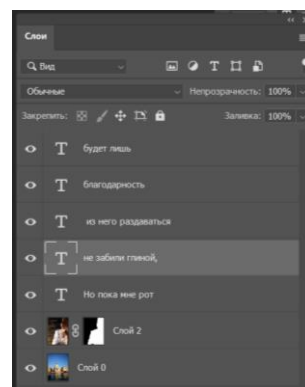 Слои
Вид
Обычные
Непрозрачность: 100%
Закрепить:
Заливка: 100%
T будет лишь
T благодарность
T из него раздаваться
T не забили глиной,
T Но пока мне рот
Слой 2
Слой 0